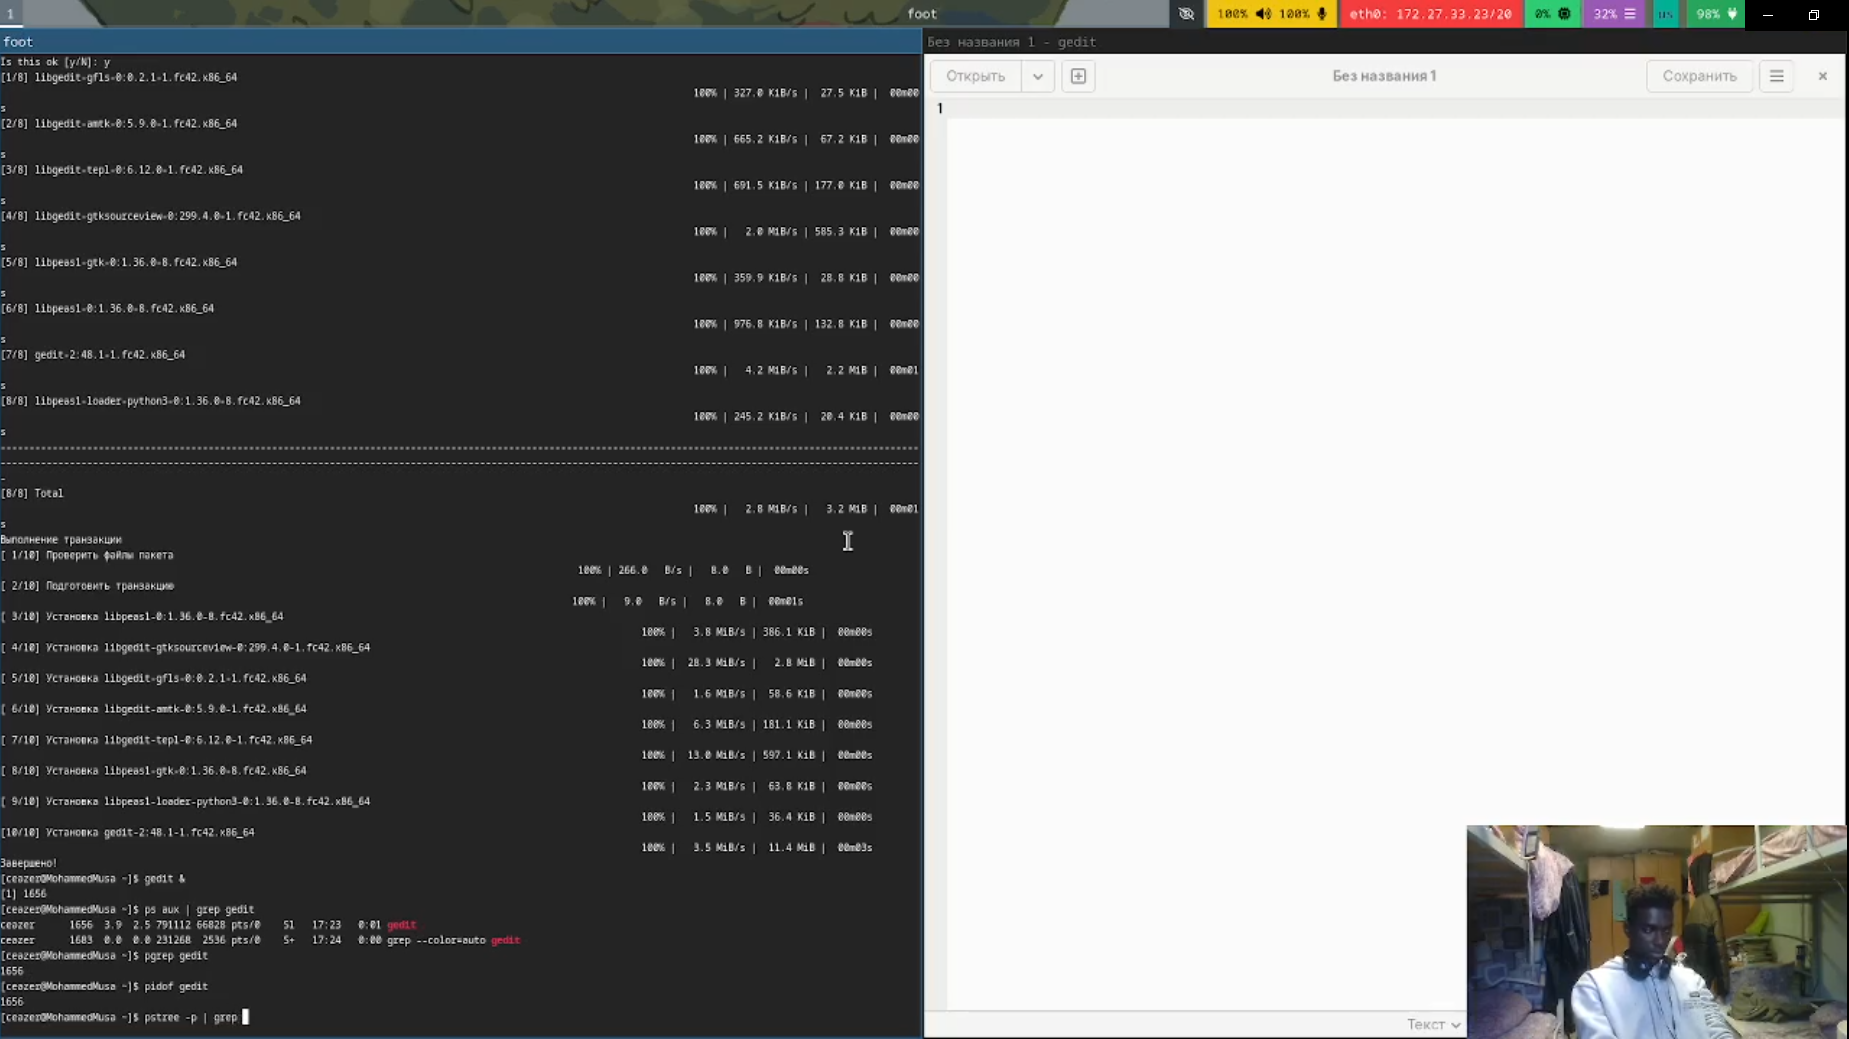 1
foot
100% 100%
eth0: 172.27.33.23/20
0%
32%
us
98%
foot
Is this ok [y/N]: y
[1/8] libgedit-gfls-0:0.2.1-1.fc42.x86_64
100% | 327.0 KiB/s | 27.5 KiB | 00m00
s
[2/8] libgedit-amtk-0:5.9.0-1.fc42.x86_64
100% | 665.2 KiB/s | 67.2 KiB | 00m00
s
[3/8] libgedit-tepl-0:6.12.0-1.fc42.x86_64
100% | 691.5 KiB/s | 177.0 KiB | 00m00
s
[4/8] libgedit-gtksourceview-0:299.4.0-1.fc42.x86_64
100% | 2.0 MiB/s | 585.3 KiB | 00m00
s
[5/8] libpeas1-gtk-0:1.36.0-8.fc42.x86_64
100% | 359.9 KiB/s | 28.8 KiB | 00m00
s
[6/8] libpeas1-0:1.36.0-8.fc42.x86_64
100% | 976.8 KiB/s | 132.8 KiB | 00m00
s
[7/8] gedit-2:48.1-1.fc42.x86_64
100% | 4.2 MiB/s | 2.2 MiB | 00m01
s
[8/8] libpeas1-loader-python3-0:1.36.0-8.fc42.x86_64
100% | 245.2 KiB/s | 20.4 KiB | 00m00
s
[8/8] Total
100% | 2.8 MiB/s | 3.2 MiB | 00m01
s
Выполнение транзакции
[ 1/10] Проверить файлы пакета
100% | 266.0 B/s | 8.0 B | 00m00s
[ 2/10] Подготовить транзакцию
100% | 9.0 B/s | 8.0 B | 00m01s
[ 3/10] Установка libpeas1-0:1.36.0-8.fc42.x86_64
100% | 3.8 MiB/s | 386.1 KiB | 00m00s
[ 4/10] Установка libgedit-gtksourceview-0:299.4.0-1.fc42.x86_64
100% | 28.3 MiB/s | 2.8 MiB | 00m00s
[ 5/10] Установка libgedit-gfls-0:0.2.1-1.fc42.x86_64
100% | 1.6 MiB/s | 58.6 KiB | 00m00s
[ 6/10] Установка libgedit-amtk-0:5.9.0-1.fc42.x86_64
100% | 6.3 MiB/s | 181.1 KiB | 00m00s
[ 7/10] Установка libgedit-tepl-0:6.12.0-1.fc42.x86_64
100% | 13.0 MiB/s | 597.1 KiB | 00m00s
[ 8/10] Установка libpeas1-gtk-0:1.36.0-8.fc42.x86_64
100% | 2.3 MiB/s | 63.8 KiB | 00m00s
[ 9/10] Установка libpeas1-loader-python3-0:1.36.0-8.fc42.x86_64
100% | 1.5 MiB/s | 36.4 KiB | 00m00s
[10/10] Установка gedit-2:48.1-1.fc42.x86_64
100% | 3.5 MiB/s | 11.4 MiB | 00m03s
Завершено!
[ceazer@MohammedMusa ~]$ gedit &
[1] 1656
[ceazer@MohammedMusa ~]$ ps aux | grep gedit
ceazer 1656 3.9 2.5 791112 66828 pts/0 Sl 17:23 0:01 gedit
ceazer 1683 0.0 0.0 231268 2536 pts/0 S+ 17:24 0:00 grep --color=auto gedit
[ceazer@MohammedMusa ~]$ pgrep gedit
1656
[ceazer@MohammedMusa ~]$ pidof gedit
1656
[ceazer@MohammedMusa ~]$ pstree -p | grep
Без названия 1 - gedit
Открыть
Без названия 1
Сохранить
1
Текст